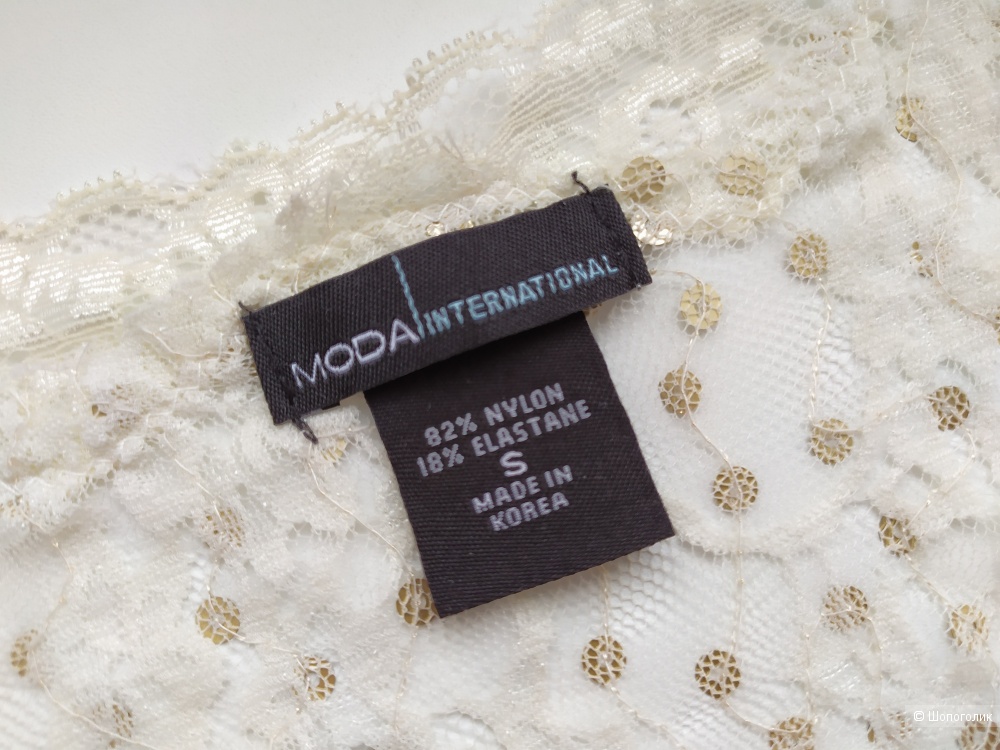 MODA INTERNATIONAL
82% NYLON
18% ELASTANE
S
MADE IN
KOREA
© Шопоголик